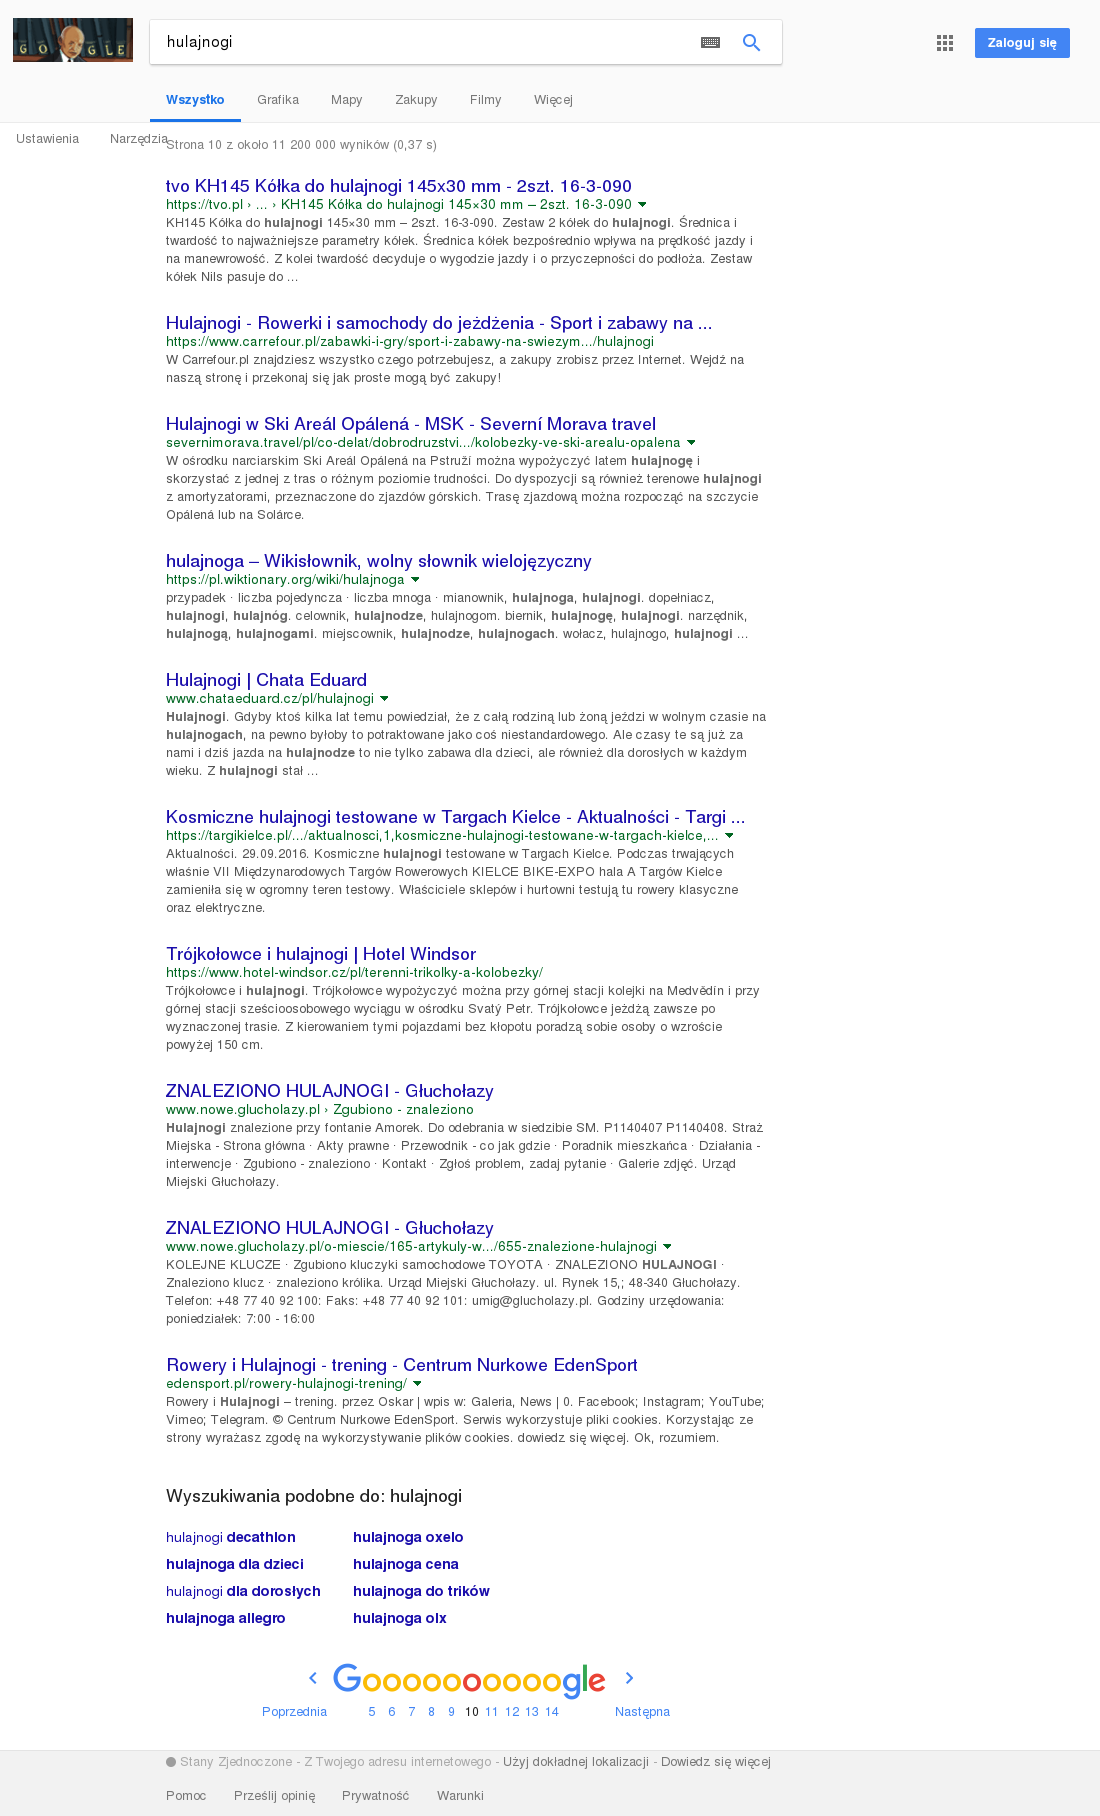 GOOGLE
hulajnogi
Zaloguj się
Wszystko Grafika Mapy Zakupy Filmy Więcej
Ustawienia Narzędzia
Strona 10 z około 11 200 000 wyników (0,37 s)
tvo KH145 Kółka do hulajnogi 145x30 mm - 2szt. 16-3-090
https://tvo.pl › ... › KH145 Kółka do hulajnogi 145×30 mm – 2szt. 16-3-090
KH145 Kółka do hulajnogi 145×30 mm – 2szt. 16-3-090. Zestaw 2 kółek do hulajnogi. Średnica i
twardość to najważniejsze parametry kółek. Średnica kółek bezpośrednio wpływa na prędkość jazdy i
na manewrowość. Z kolei twardość decyduje o wygodzie jazdy i o przyczepności do podłoża. Zestaw
kółek Nils pasuje do ...
Hulajnogi - Rowerki i samochody do jeżdżenia - Sport i zabawy na ...
https://www.carrefour.pl/zabawki-i-gry/sport-i-zabawy-na-swiezym.../hulajnogi
W Carrefour.pl znajdziesz wszystko czego potrzebujesz, a zakupy zrobisz przez Internet. Wejdź na
naszą stronę i przekonaj się jak proste mogą być zakupy!
Hulajnogi w Ski Areál Opálená - MSK - Severní Morava travel
severnimorava.travel/pl/co-delat/dobrodruzstvi.../kolobezky-ve-ski-arealu-opalena
W ośrodku narciarskim Ski Areál Opálená na Pstruží można wypożyczyć latem hulajnogę i
skorzystać z jednej z tras o różnym poziomie trudności. Do dyspozycji są również terenowe hulajnogi
z amortyzatorami, przeznaczone do zjazdów górskich. Trasę zjazdową można rozpocząć na szczycie
Opálená lub na Solárce.
hulajnoga – Wikisłownik, wolny słownik wielojęzyczny
https://pl.wiktionary.org/wiki/hulajnoga
przypadek · liczba pojedyncza · liczba mnoga · mianownik, hulajnoga, hulajnogi. dopełniacz,
hulajnogi, hulajnóg. celownik, hulajnodze, hulajnogom. biernik, hulajnogę, hulajnogi. narzędnik,
hulajnogą, hulajnogami. miejscownik, hulajnodze, hulajnogach. wołacz, hulajnogo, hulajnogi ...
Hulajnogi | Chata Eduard
www.chataeduard.cz/pl/hulajnogi
Hulajnogi. Gdyby ktoś kilka lat temu powiedział, że z całą rodziną lub żoną jeździ w wolnym czasie na
hulajnogach, na pewno byłoby to potraktowane jako coś niestandardowego. Ale czasy te są już za
nami i dziś jazda na hulajnodze to nie tylko zabawa dla dzieci, ale również dla dorosłych w każdym
wieku. Z hulajnogi stał ...
Kosmiczne hulajnogi testowane w Targach Kielce - Aktualności - Targi ...
https://targikielce.pl/.../aktualnosci,1,kosmiczne-hulajnogi-testowane-w-targach-kielce,...
Aktualności. 29.09.2016. Kosmiczne hulajnogi testowane w Targach Kielce. Podczas trwających
właśnie VII Międzynarodowych Targów Rowerowych KIELCE BIKE-EXPO hala A Targów Kielce
zamieniła się w ogromny teren testowy. Właściciele sklepów i hurtowni testują tu rowery klasyczne
oraz elektryczne.
Trójkołowce i hulajnogi | Hotel Windsor
https://www.hotel-windsor.cz/pl/terenni-trikolky-a-kolobezky/
Trójkołowce i hulajnogi. Trójkołowce wypożyczyć można przy górnej stacji kolejki na Medvědín i przy
górnej stacji sześcioosobowego wyciągu w ośrodku Svatý Petr. Trójkołowce jeżdżą zawsze po
wyznaczonej trasie. Z kierowaniem tymi pojazdami bez kłopotu poradzą sobie osoby o wzroście
powyżej 150 cm.
ZNALEZIONO HULAJNOGI - Głuchołazy
www.nowe.glucholazy.pl › Zgubiono - znaleziono
Hulajnogi znalezione przy fontanie Amorek. Do odebrania w siedzibie SM. P1140407 P1140408. Straż
Miejska - Strona główna · Akty prawne · Przewodnik - co jak gdzie · Poradnik mieszkańca · Działania -
interwencje · Zgubiono - znaleziono · Kontakt · Zgłoś problem, zadaj pytanie · Galerie zdjęć. Urząd
Miejski Głuchołazy.
ZNALEZIONO HULAJNOGI - Głuchołazy
www.nowe.glucholazy.pl/o-miescie/165-artykuly-w.../655-znalezione-hulajnogi
KOLEJNE KLUCZE · Zgubiono kluczyki samochodowe TOYOTA · ZNALEZIONO HULAJNOGI ·
Znaleziono klucz · znaleziono królika. Urząd Miejski Głuchołazy. ul. Rynek 15,; 48-340 Głuchołazy.
Telefon: +48 77 40 92 100: Faks: +48 77 40 92 101: umig@glucholazy.pl. Godziny urzędowania:
poniedziałek: 7:00 - 16:00
Rowery i Hulajnogi - trening - Centrum Nurkowe EdenSport
edensport.pl/rowery-hulajnogi-trening/
Rowery i Hulajnogi – trening. przez Oskar | wpis w: Galeria, News | 0. Facebook; Instagram; YouTube;
Vimeo; Telegram. © Centrum Nurkowe EdenSport. Serwis wykorzystuje pliki cookies. Korzystając ze
strony wyrażasz zgodę na wykorzystywanie plików cookies. dowiedz się więcej. Ok, rozumiem.
Wyszukiwania podobne do: hulajnogi
hulajnogi decathlon hulajnoga oxelo
hulajnoga dla dzieci hulajnoga cena
hulajnogi dla dorosłych hulajnoga do trików
hulajnoga allegro hulajnoga olx
Goooooooooogle
Poprzednia 5 6 7 8 9 10 11 12 13 14 Następna
Stany Zjednoczone - Z Twojego adresu internetowego - Użyj dokładnej lokalizacji - Dowiedz się więcej
Pomoc Prześlij opinię Prywatność Warunki